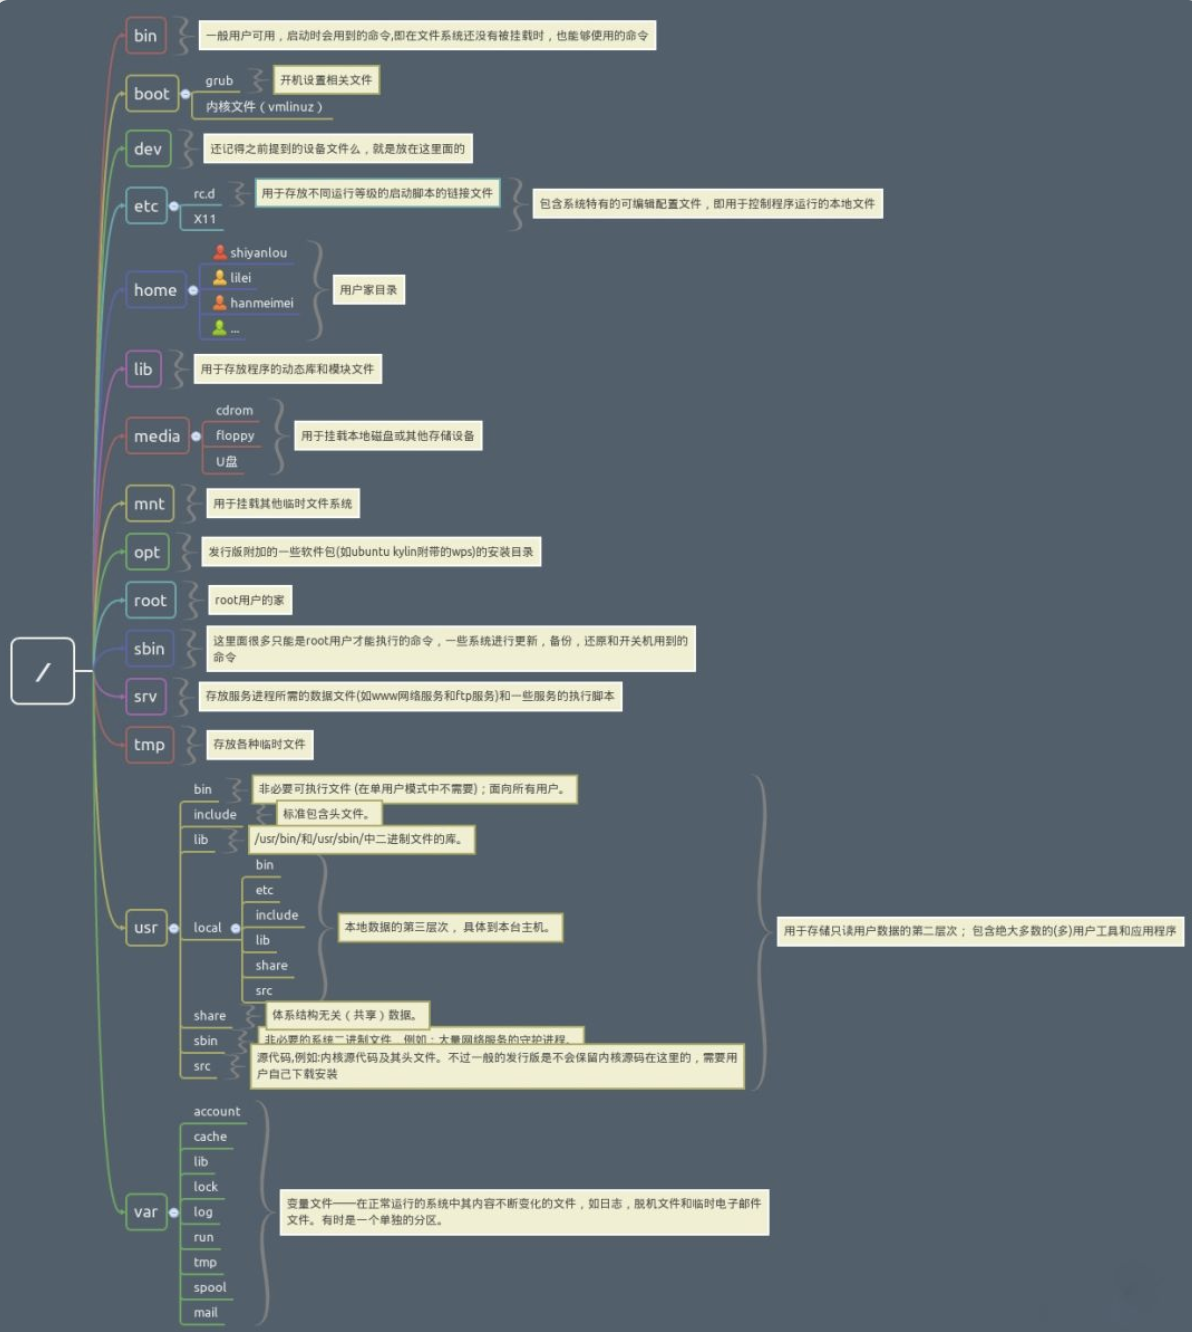 bin
一般用户可用，启动时会用到的命令,即在文件系统还没有被挂载时，也能够使用的命令
boot
grub
开机设置相关文件
内核文件（vmlinuz）
dev
还记得之前提到的设备文件么，就是放在这里面的
etc
rc.d
用于存放不同运行等级的启动脚本的链接文件
X11
包含系统特有的可编辑配置文件，即用于控制程序运行的本地文件
home
shiyanlou
lilei
hanmeimei
...
用户家目录
lib
用于存放程序的动态库和模块文件
media
cdrom
floppy
U盘
用于挂载本地磁盘或其他存储设备
mnt
用于挂载其他临时文件系统
opt
发行版附加的一些软件包(如ubuntu kylin附带的wps)的安装目录
root
root用户的家
/
sbin
这里面很多只能是root用户才能执行的命令，一些系统进行更新，备份，还原和开关机用到的
命令
srv
存放服务进程所需的数据文件(如www网络服务和ftp服务)和一些服务的执行脚本
tmp
存放各种临时文件
usr
bin
非必要可执行文件 (在单用户模式中不需要)；面向所有用户。
include
标准包含头文件。
lib
/usr/bin/和/usr/sbin/中二进制文件的库。
local
bin
etc
include
lib
share
src
本地数据的第三层次， 具体到本台主机。
share
体系结构无关（共享）数据。
sbin
非必要的系统二进制文件，例如：大量网络服务的守护进程。
src
源代码,例如:内核源代码及其头文件。不过一般的发行版是不会保留内核源码在这里的，需要用
户自己下载安装
用于存储只读用户数据的第二层次； 包含绝大多数的(多)用户工具和应用程序
var
account
cache
lib
lock
log
run
tmp
spool
mail
变量文件——在正常运行的系统中其内容不断变化的文件，如日志，脱机文件和临时电子邮件
文件。有时是一个单独的分区。